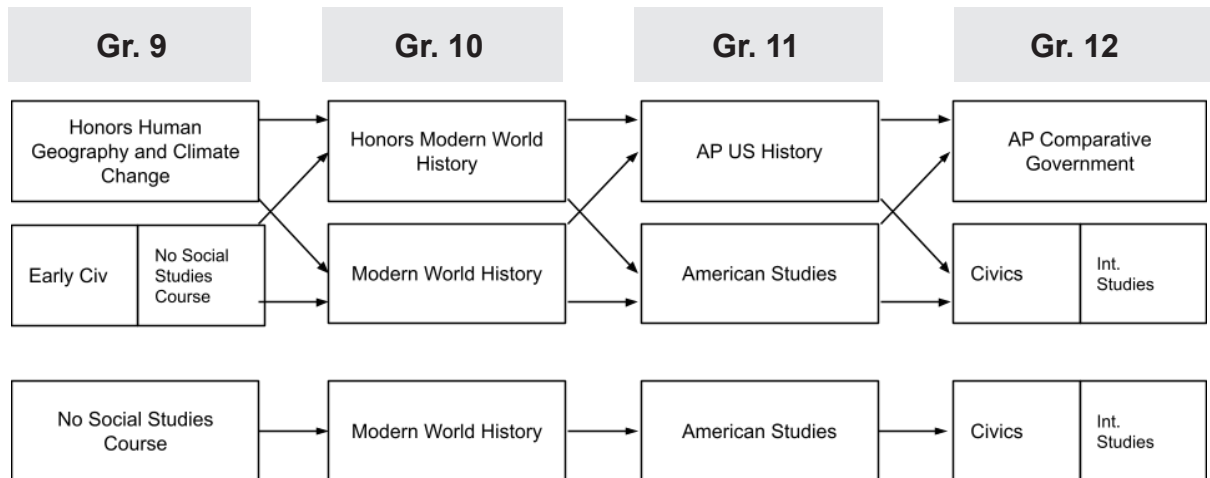 Gr. 9
Gr. 10
Gr. 11
Gr. 12
Honors Human
Geography and Climate
Change
Honors Modern World
History
AP US History
AP Comparative
Government
Early Civ
No Social
Studies
Course
Modern World History
American Studies
Civics
Int.
Studies
No Social Studies
Course
Modern World History
American Studies
Civics
Int.
Studies